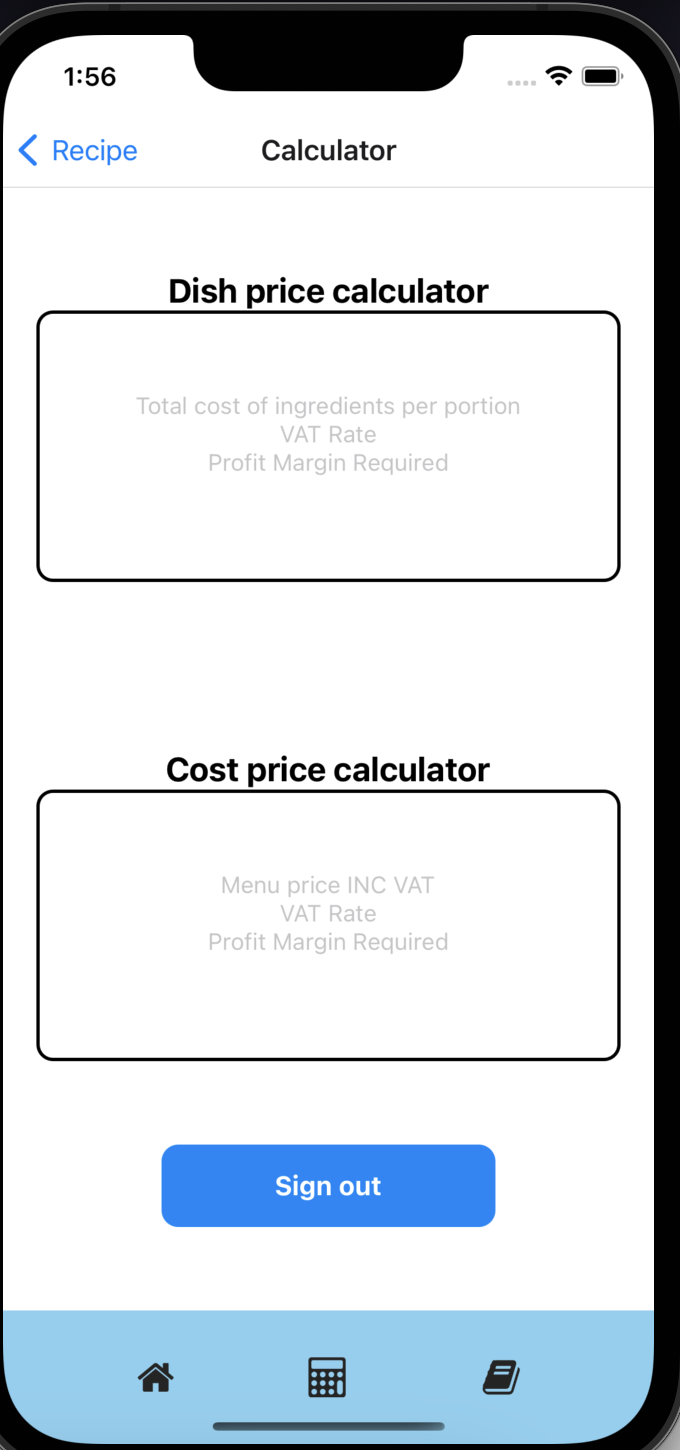 1:56
Recipe
Calculator
Dish price calculator
Total cost of ingredients per portion
VAT Rate
Profit Margin Required
Cost price calculator
Menu price INC VAT
VAT Rate
Profit Margin Required
Sign out